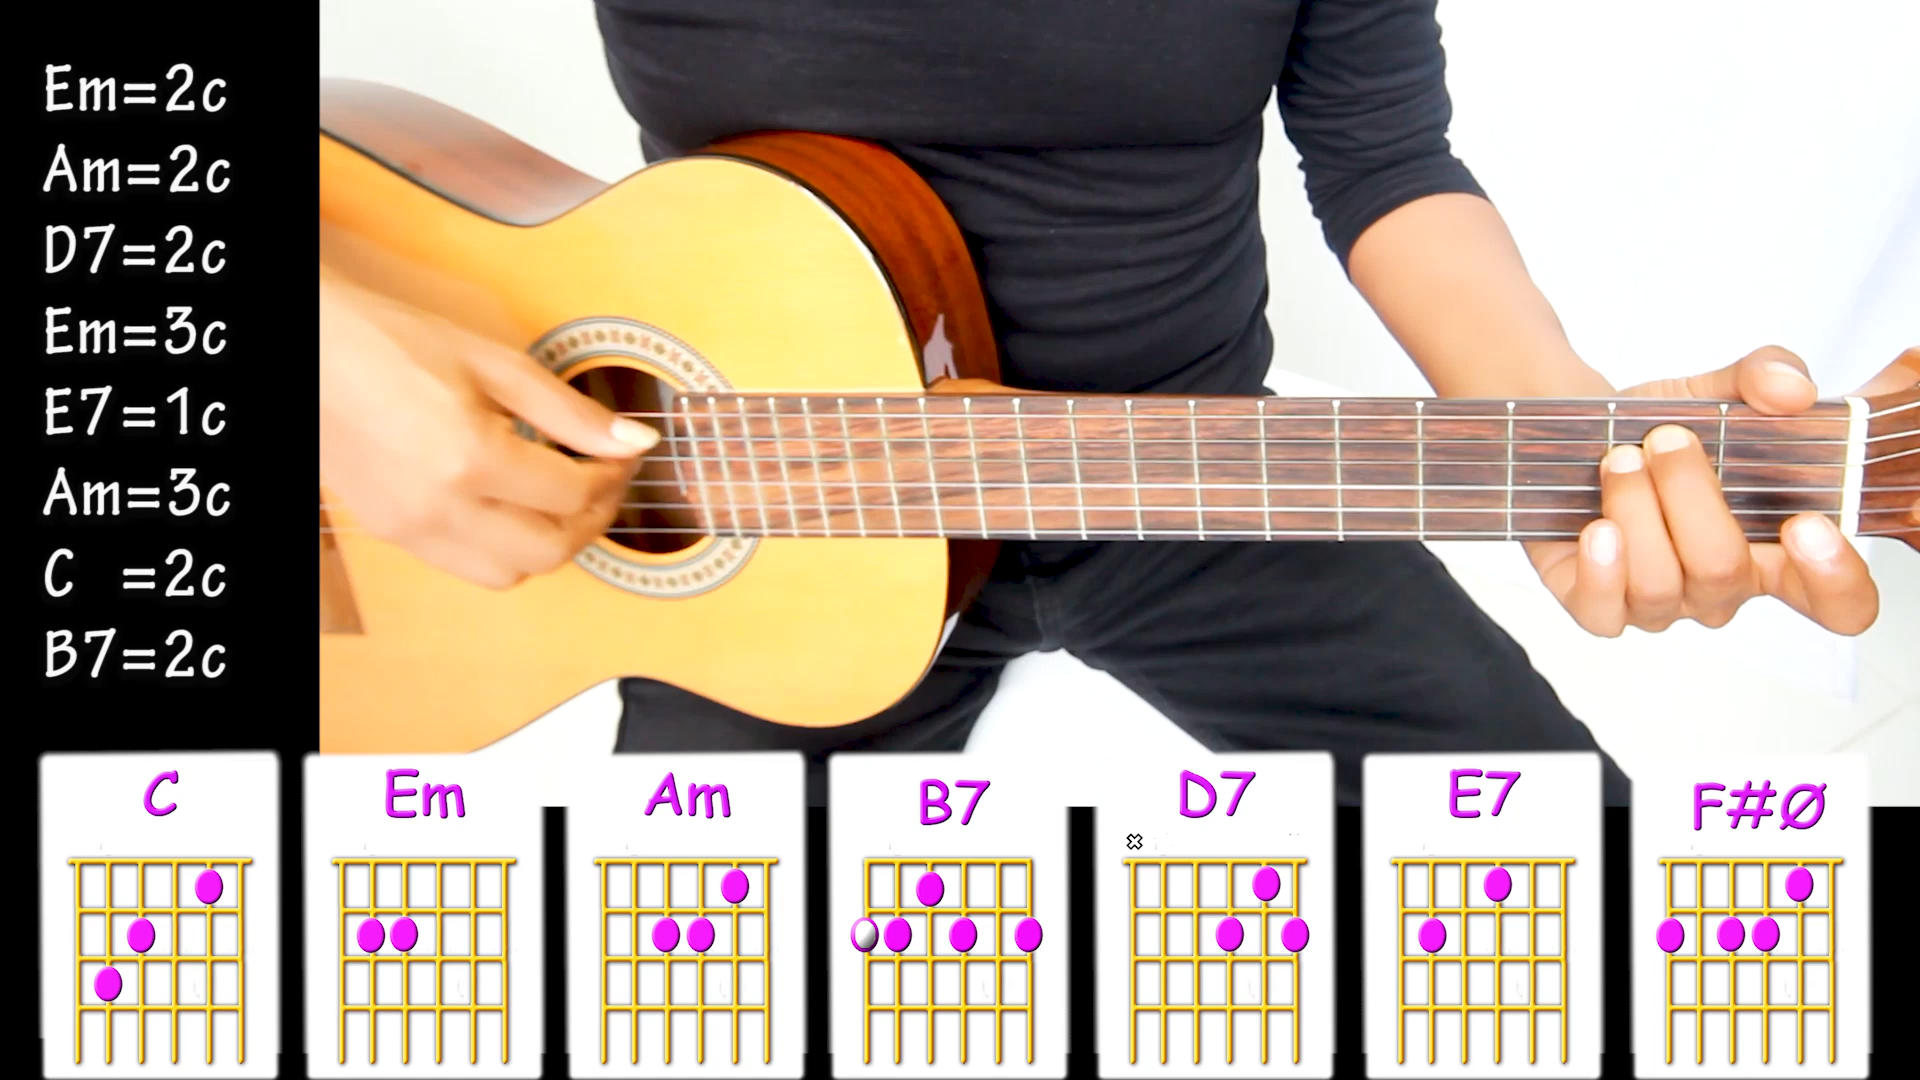 Em=2c
Am=2c
D7=2c
Em=3c
E7=1c
Am=3c
C =2c
B7=2c
C
Em
Am
B7
D7
E7
F#Ø